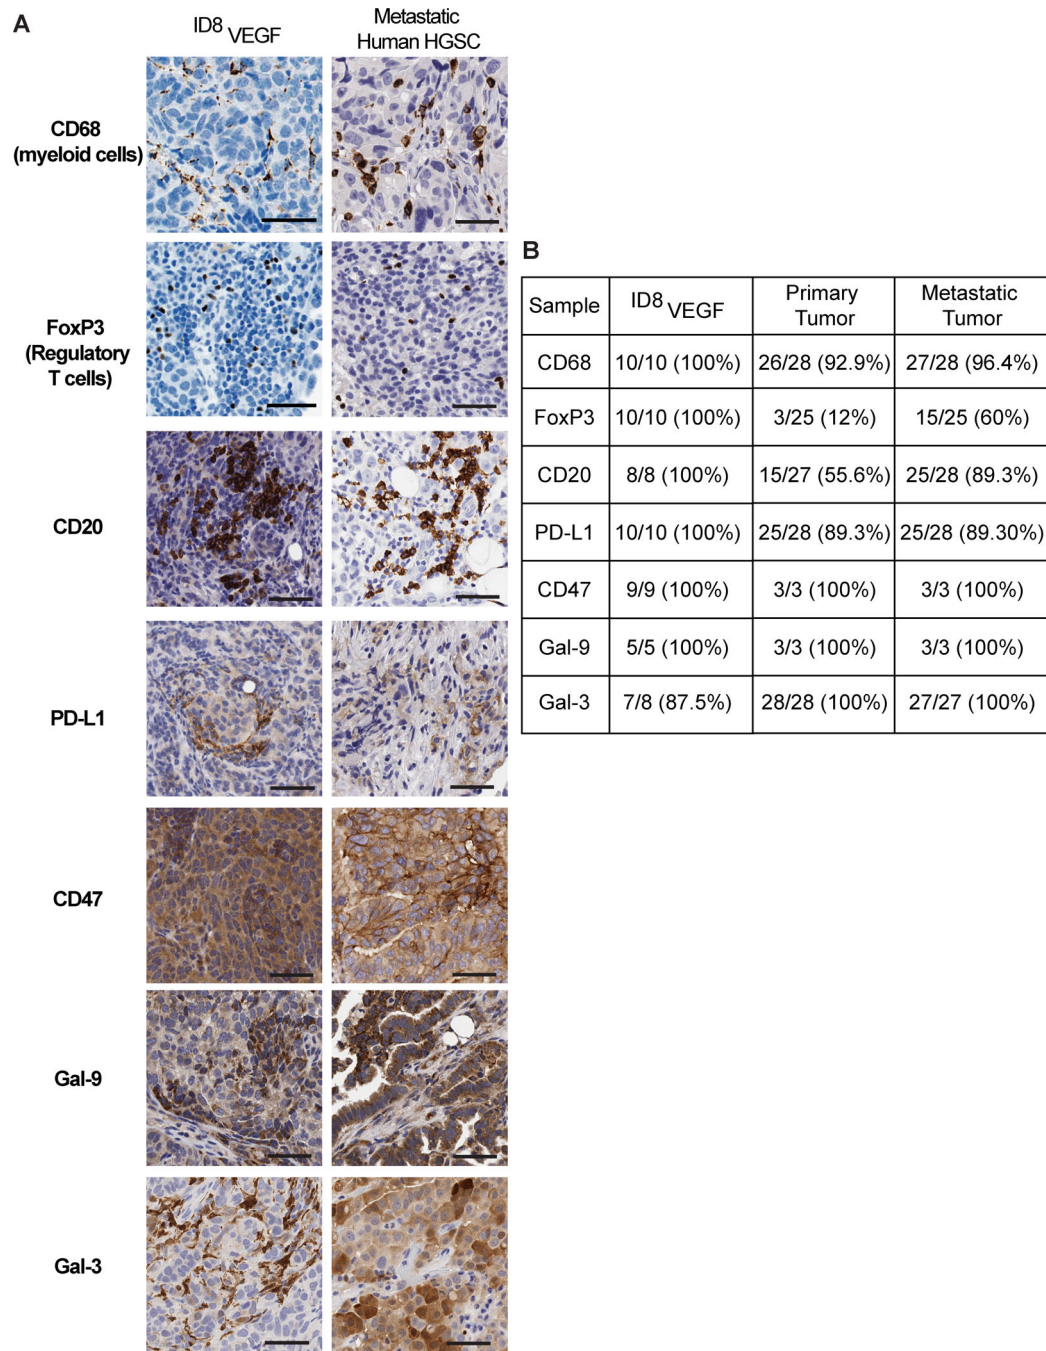 A
ID8 VEGF
Metastatic
Human HGSC
CD68
(myeloid cells)
FoxP3
(Regulatory
T cells)
CD20
PD-L1
CD47
Gal-9
Gal-3
B
Sample ID8 VEGF Primary Tumor Metastatic Tumor
CD68 10/10 (100%) 26/28 (92.9%) 27/28 (96.4%)
FoxP3 10/10 (100%) 3/25 (12%) 15/25 (60%)
CD20 8/8 (100%) 15/27 (55.6%) 25/28 (89.3%)
PD-L1 10/10 (100%) 25/28 (89.3%) 25/28 (89.30%)
CD47 9/9 (100%) 3/3 (100%) 3/3 (100%)
Gal-9 5/5 (100%) 3/3 (100%) 3/3 (100%)
Gal-3 7/8 (87.5%) 28/28 (100%) 27/27 (100%)